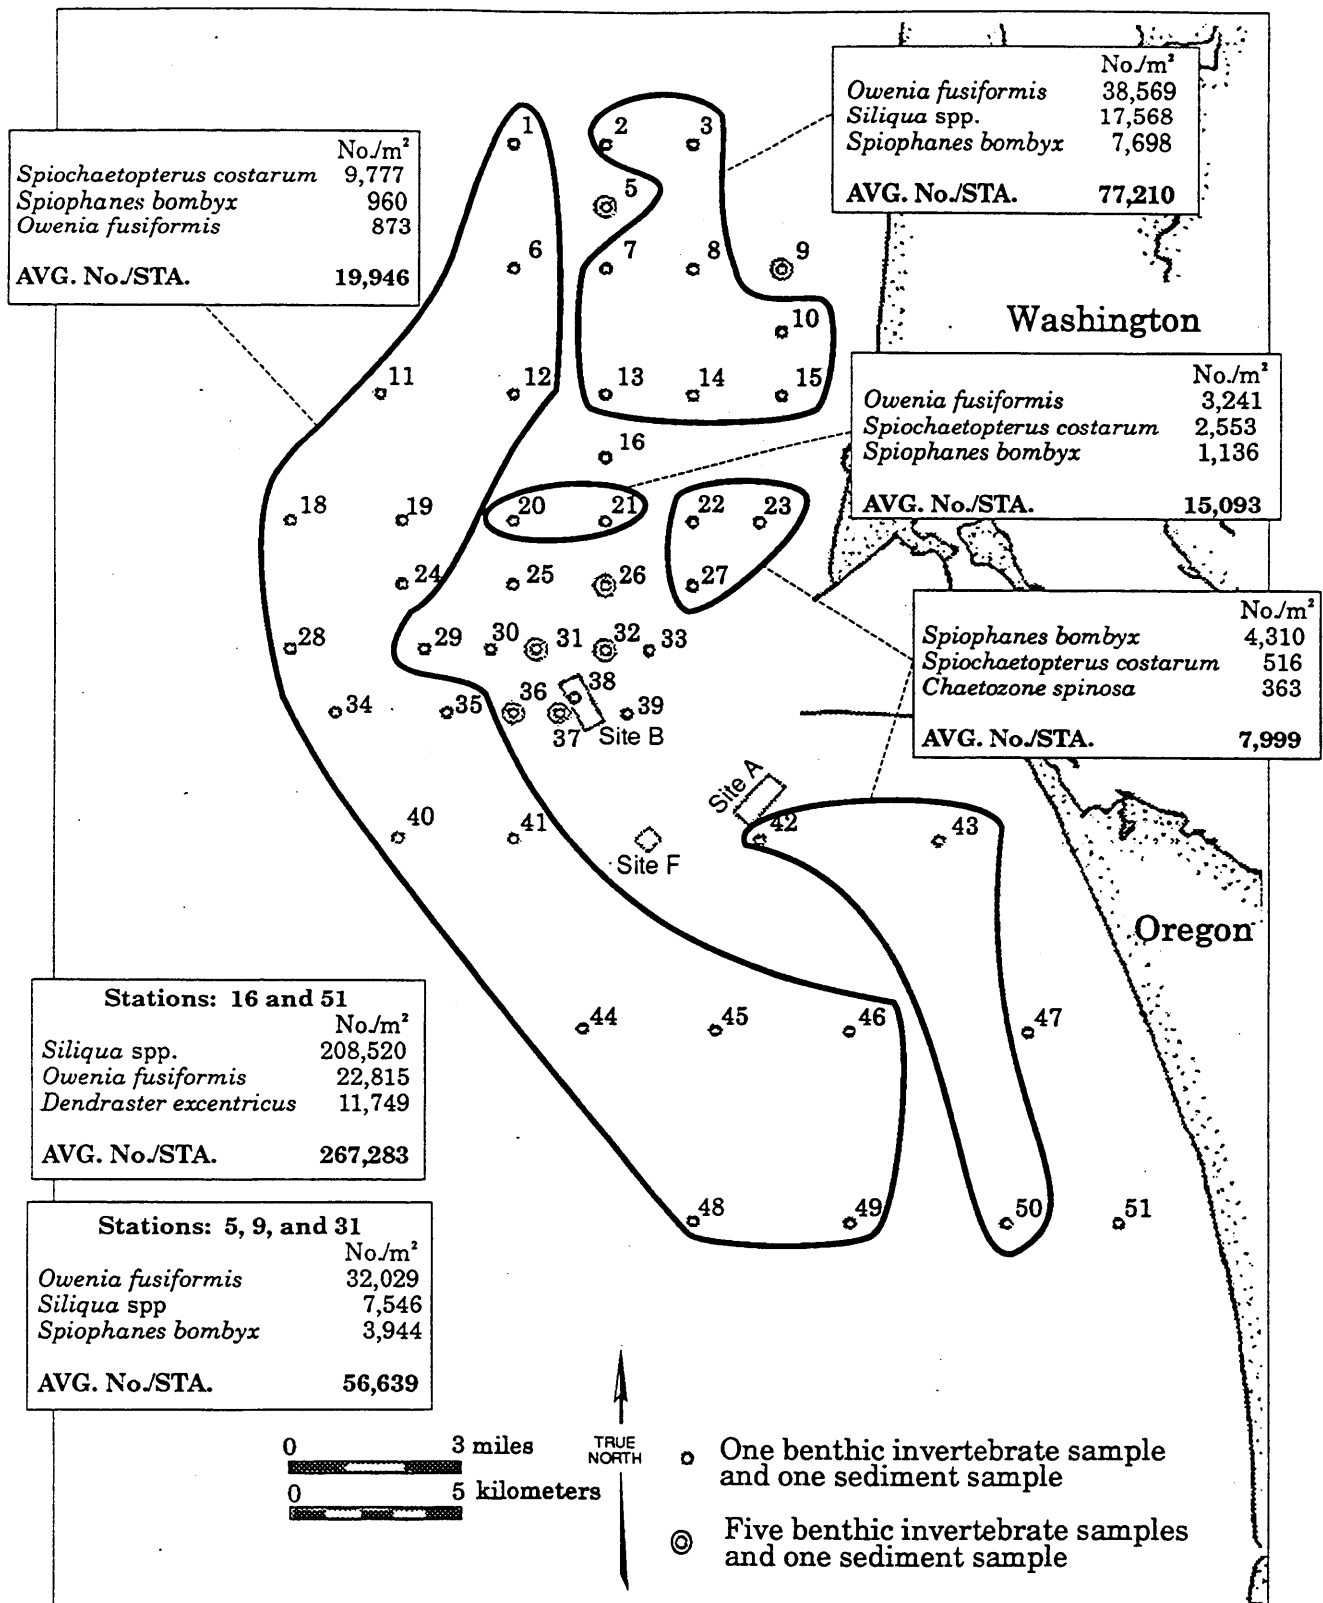 No./m²
Owenia fusiformis 38,569
Siliqua spp. 17,568
Spiophanes bombyx 7,698
AVG. No./STA. 77,210
No./m²
Spiochaetopterus costarum 9,777
Spiophanes bombyx 960
Owenia fusiformis 873
AVG. No./STA. 19,946
1
2
3
5
6
7
8
9
10
Washington
11
12
13
14
15
16
No./m²
Owenia fusiformis 3,241
Spiochaetopterus costarum 2,553
Spiophanes bombyx 1,136
AVG. No./STA. 15,093
18
19
20
21
22
23
24
25
26
27
28
29
30
31
32
33
No./m²
Spiophanes bombyx 4,310
Spiochaetopterus costarum 516
Chaetozone spinosa 363
AVG. No./STA. 7,999
34
35
36
37
38
39
Site B
Site A
40
41
Site F
42
43
Oregon
44
45
46
47
Stations: 16 and 51
No./m²
Siliqua spp. 208,520
Owenia fusiformis 22,815
Dendraster excentricus 11,749
AVG. No./STA. 267,283
48
49
50
51
Stations: 5, 9, and 31
No./m²
Owenia fusiformis 32,029
Siliqua spp 7,546
Spiophanes bombyx 3,944
AVG. No./STA. 56,639
0 3 miles
0 5 kilometers
TRUE
NORTH
One benthic invertebrate sample
and one sediment sample
Five benthic invertebrate samples
and one sediment sample